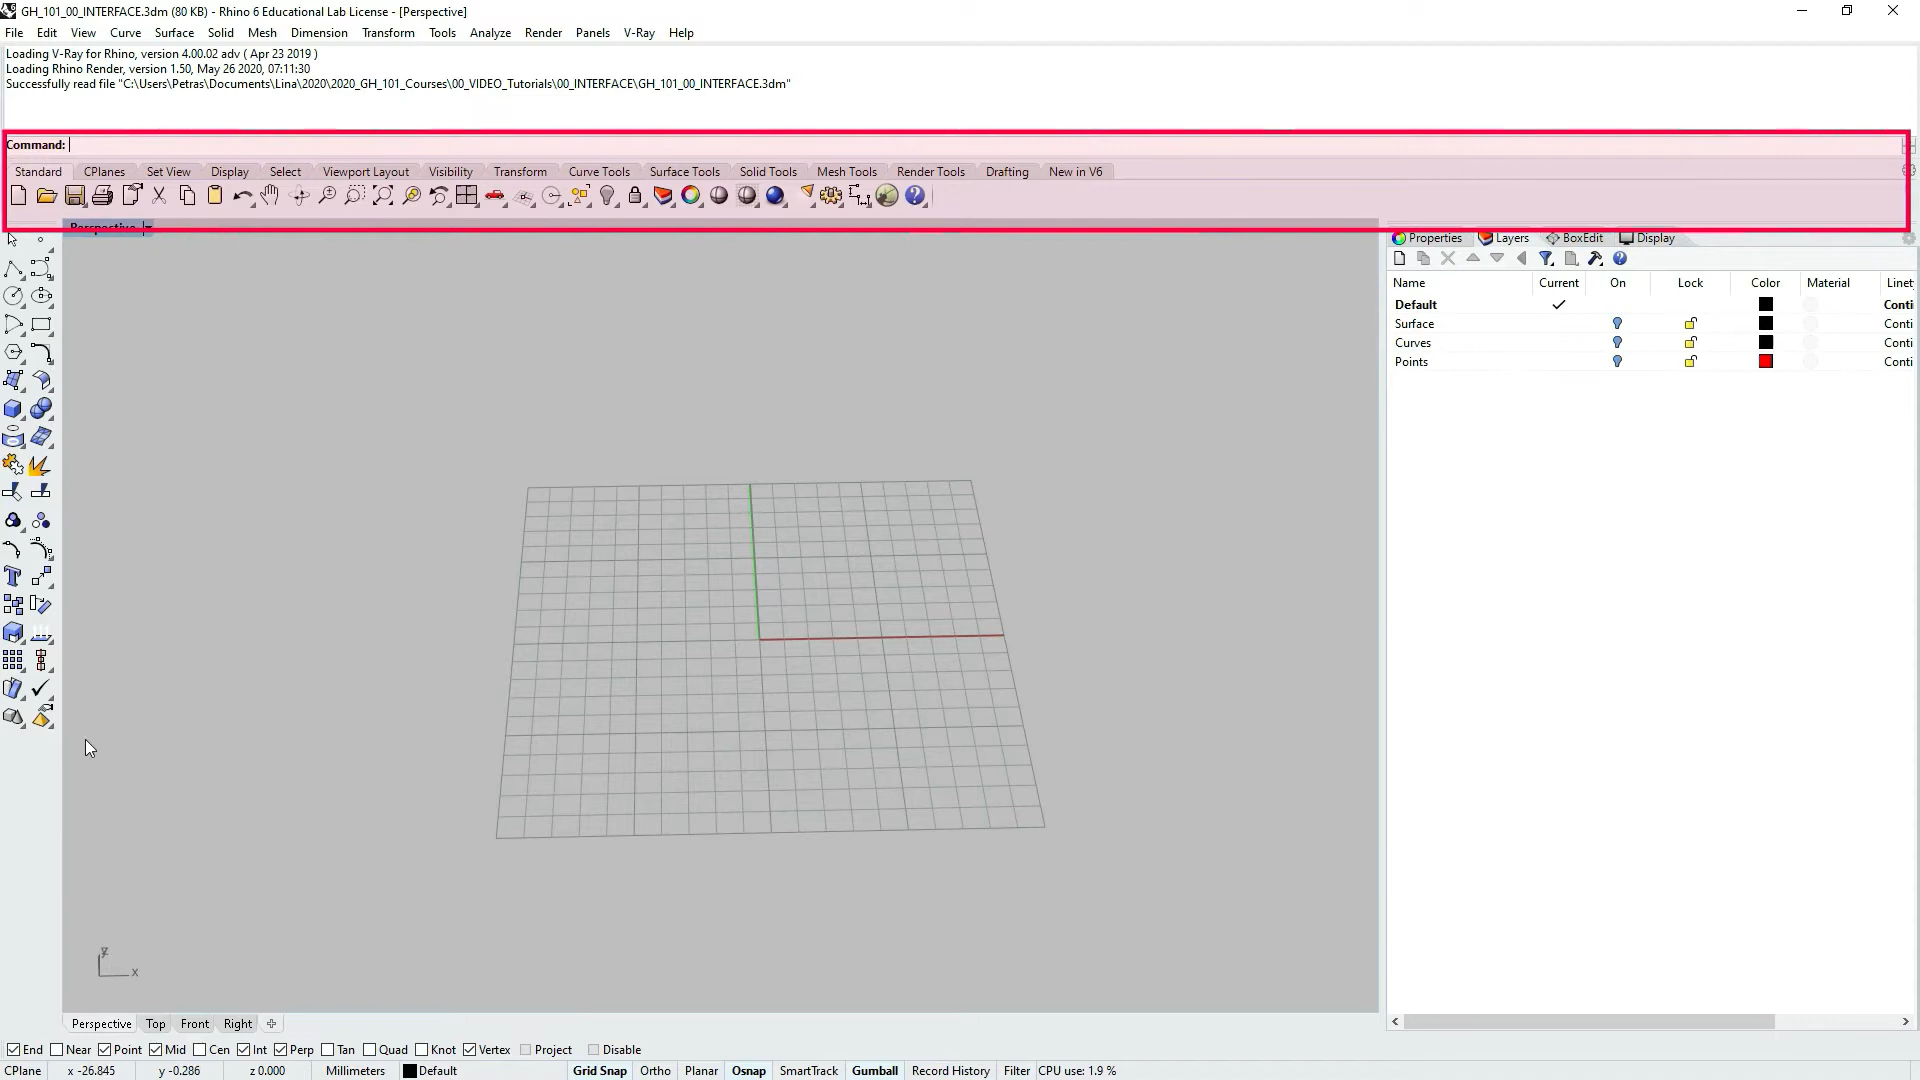 GH_101_00_INTERFACE.3dm (80 KB) - Rhino 6 Educational Lab License - [Perspective]
File Edit View Curve Surface Solid Mesh Dimension Transform Tools Analyze Render Panels V-Ray Help
Loading V-Ray for Rhino, version 4.00.02 adv ( Apr 23 2019 )
Loading Rhino Render, version 1.50, May 26 2020, 07:11:30
Successfully read file "C:\Users\Petras\Documents\Lina\2020\2020_GH_101_Courses\00_VIDEO_Tutorials\00_INTERFACE\GH_101_00_INTERFACE.3dm"
Command:
Standard CPlanes Set View Display Select Viewport Layout Visibility Transform Curve Tools Surface Tools Solid Tools Mesh Tools Render Tools Drafting New in V6
Perspective
Properties Layers BoxEdit Display
Name Current On Lock Color Material Linet
Default Conti
Surface Conti
Curves Conti
Points Conti
z
x
Perspective Top Front Right
End Near Point Mid Cen Int Perp Tan Quad Knot Vertex Project Disable
CPlane x -26.845 y -0.286 z 0.000 Millimeters Default Grid Snap Ortho Planar Osnap SmartTrack Gumball Record History Filter CPU use: 1.9 %